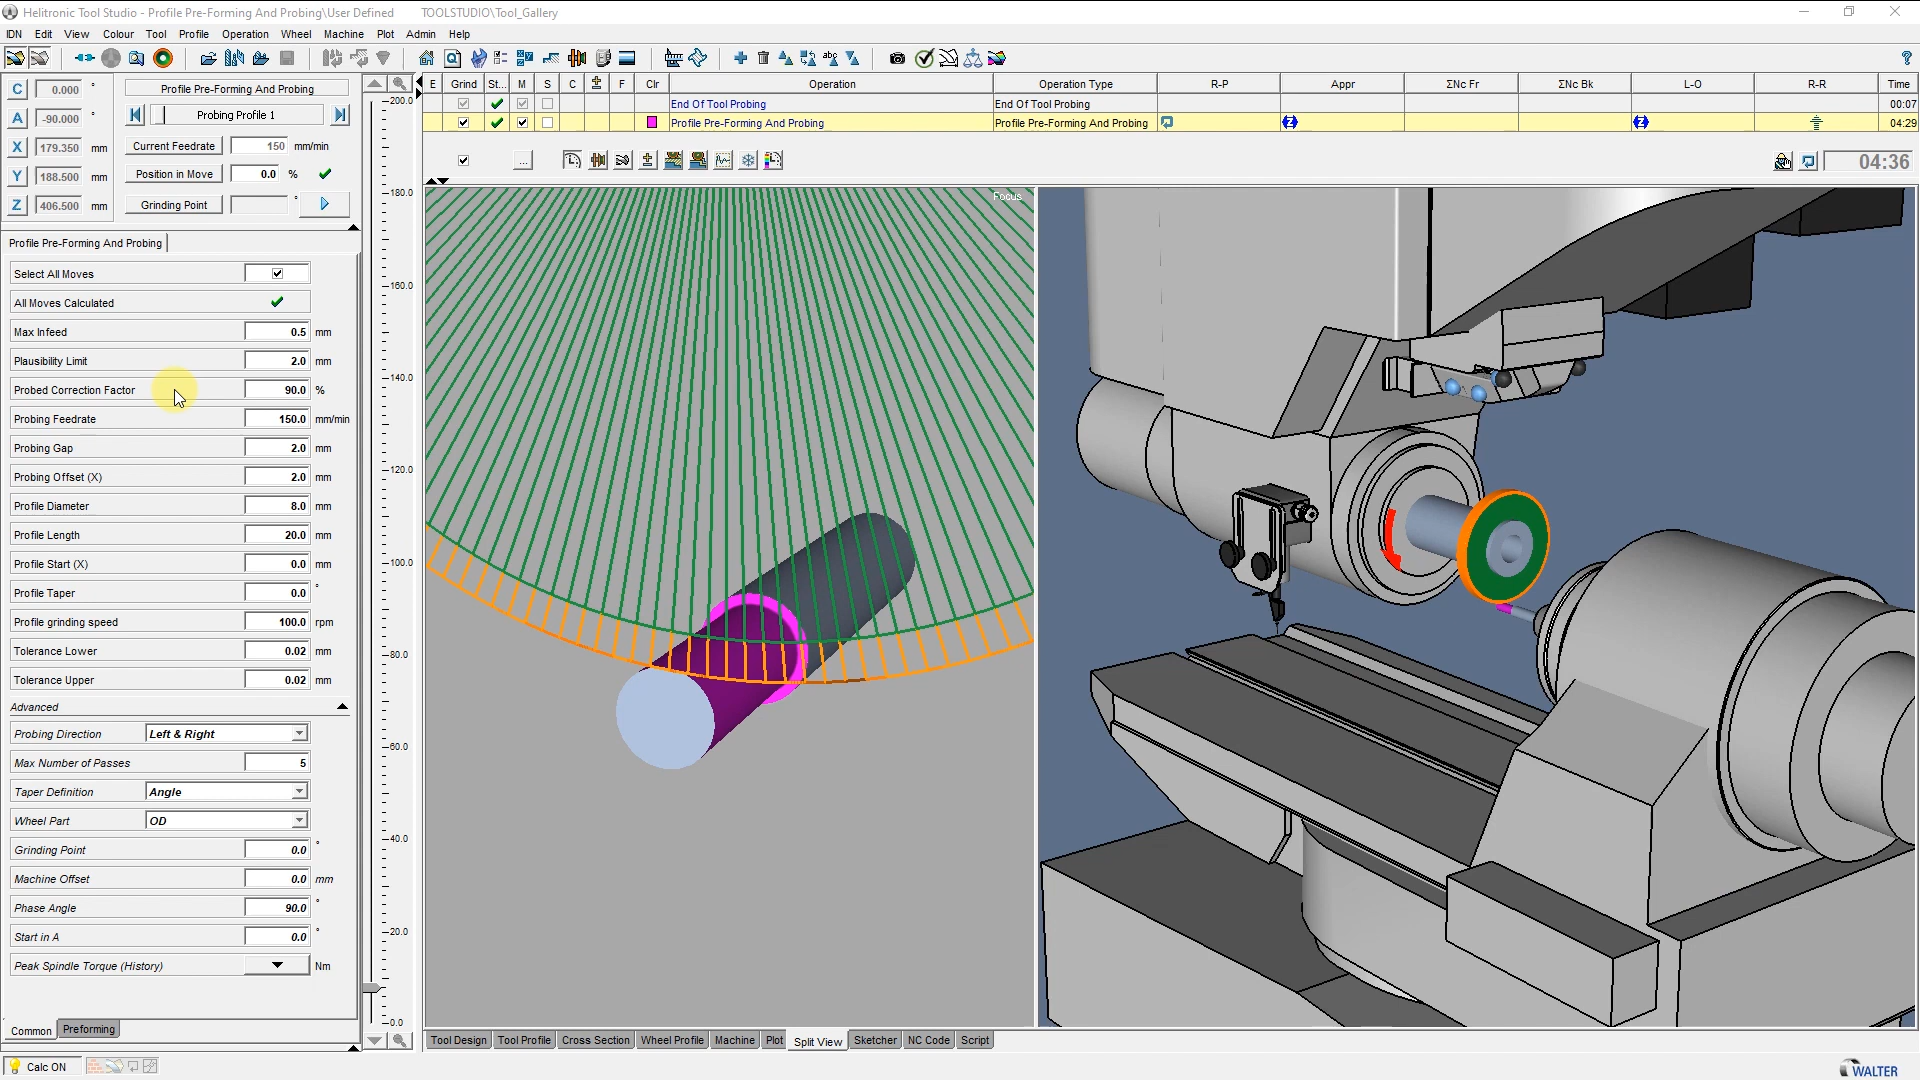 Helitronic Tool Studio - Profile Pre-Forming And Probing\User Defined TOOLSTUDIO\Tool_Gallery
IDN Edit View Colour Tool Profile Operation Wheel Machine Plot Admin Help
C 0.000 °
A -90.000 °
X 179.350 mm
Y 188.500 mm
Z 406.500 mm
Profile Pre-Forming And Probing
Probing Profile 1
Current Feedrate 150 mm/min
Position in Move 0.0 %
Grinding Point °
E Grind St... M S C ± F Clr Operation Operation Type R-P Appr ΣNc Fr ΣNc Bk L-O R-R Time
End Of Tool Probing End Of Tool Probing 00:07
Profile Pre-Forming And Probing Profile Pre-Forming And Probing 04:29
... 04:36
Profile Pre-Forming And Probing
Select All Moves
All Moves Calculated
Max Infeed 0.5 mm
Plausibility Limit 2.0 mm
Probed Correction Factor 90.0 %
Probing Feedrate 150.0 mm/min
Probing Gap 2.0 mm
Probing Offset (X) 2.0 mm
Profile Diameter 8.0 mm
Profile Length 20.0 mm
Profile Start (X) 0.0 mm
Profile Taper 0.0 °
Profile grinding speed 100.0 rpm
Tolerance Lower 0.02 mm
Tolerance Upper 0.02 mm
Advanced
Probing Direction Left & Right
Max Number of Passes 5
Taper Definition Angle
Wheel Part OD
Grinding Point 0.0 °
Machine Offset 0.0 mm
Phase Angle 90.0 °
Start in A 0.0 °
Peak Spindle Torque (History) Nm
Common Preforming
200.0
180.0
160.0
140.0
120.0
100.0
80.0
60.0
40.0
20.0
0.0
Focus
Tool Design Tool Profile Cross Section Wheel Profile Machine Plot Split View Sketcher NC Code Script
Calc ON
WALTER